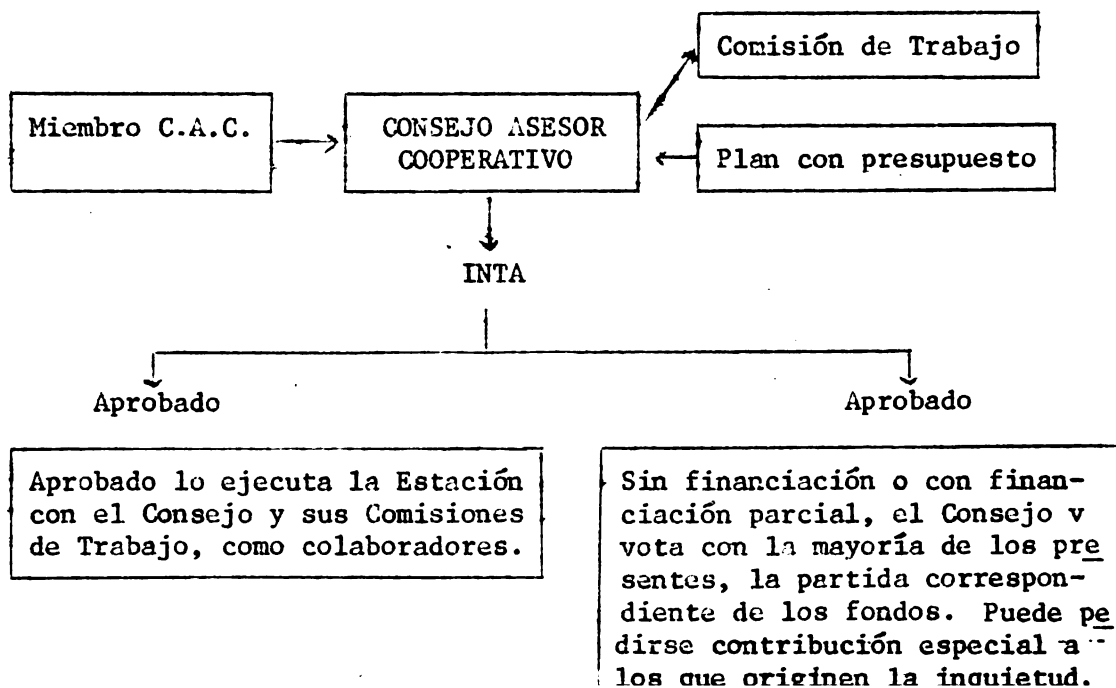 Comisión de Trabajo
Miembro C.A.C.
CONSEJO ASESOR
COOPERATIVO
Plan con presupuesto
INTA
Aprobado
Aprobado
Aprobado lo ejecuta la Estación
con el Consejo y sus Comisiones
de Trabajo, como colaboradores.
Sin financiación o con finan-
ciación parcial, el Consejo v
vota con la mayoría de los pre
sentes, la partida correspon-
diente de los fondos. Puede pe
dirse contribución especial a
los que originen la inquietud.